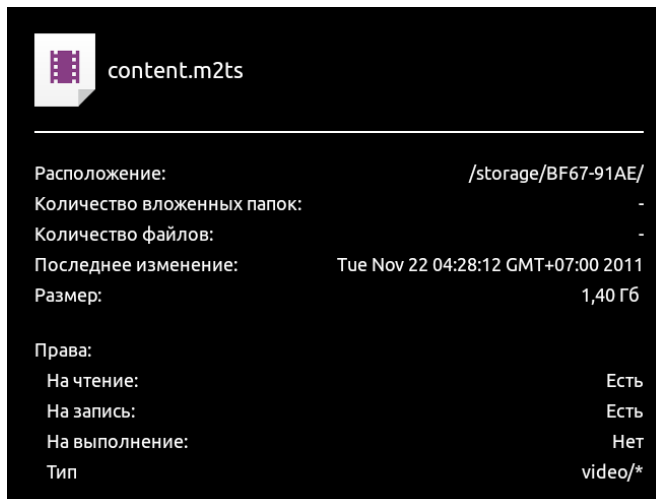 content.m2ts
Расположение: /storage/BF67-91AE/
Количество вложенных папок: -
Количество файлов: -
Последнее изменение: Tue Nov 22 04:28:12 GMT+07:00 2011
Размер: 1,40 Гб
Права:
На чтение: Есть
На запись: Есть
На выполнение: Нет
Тип video/*